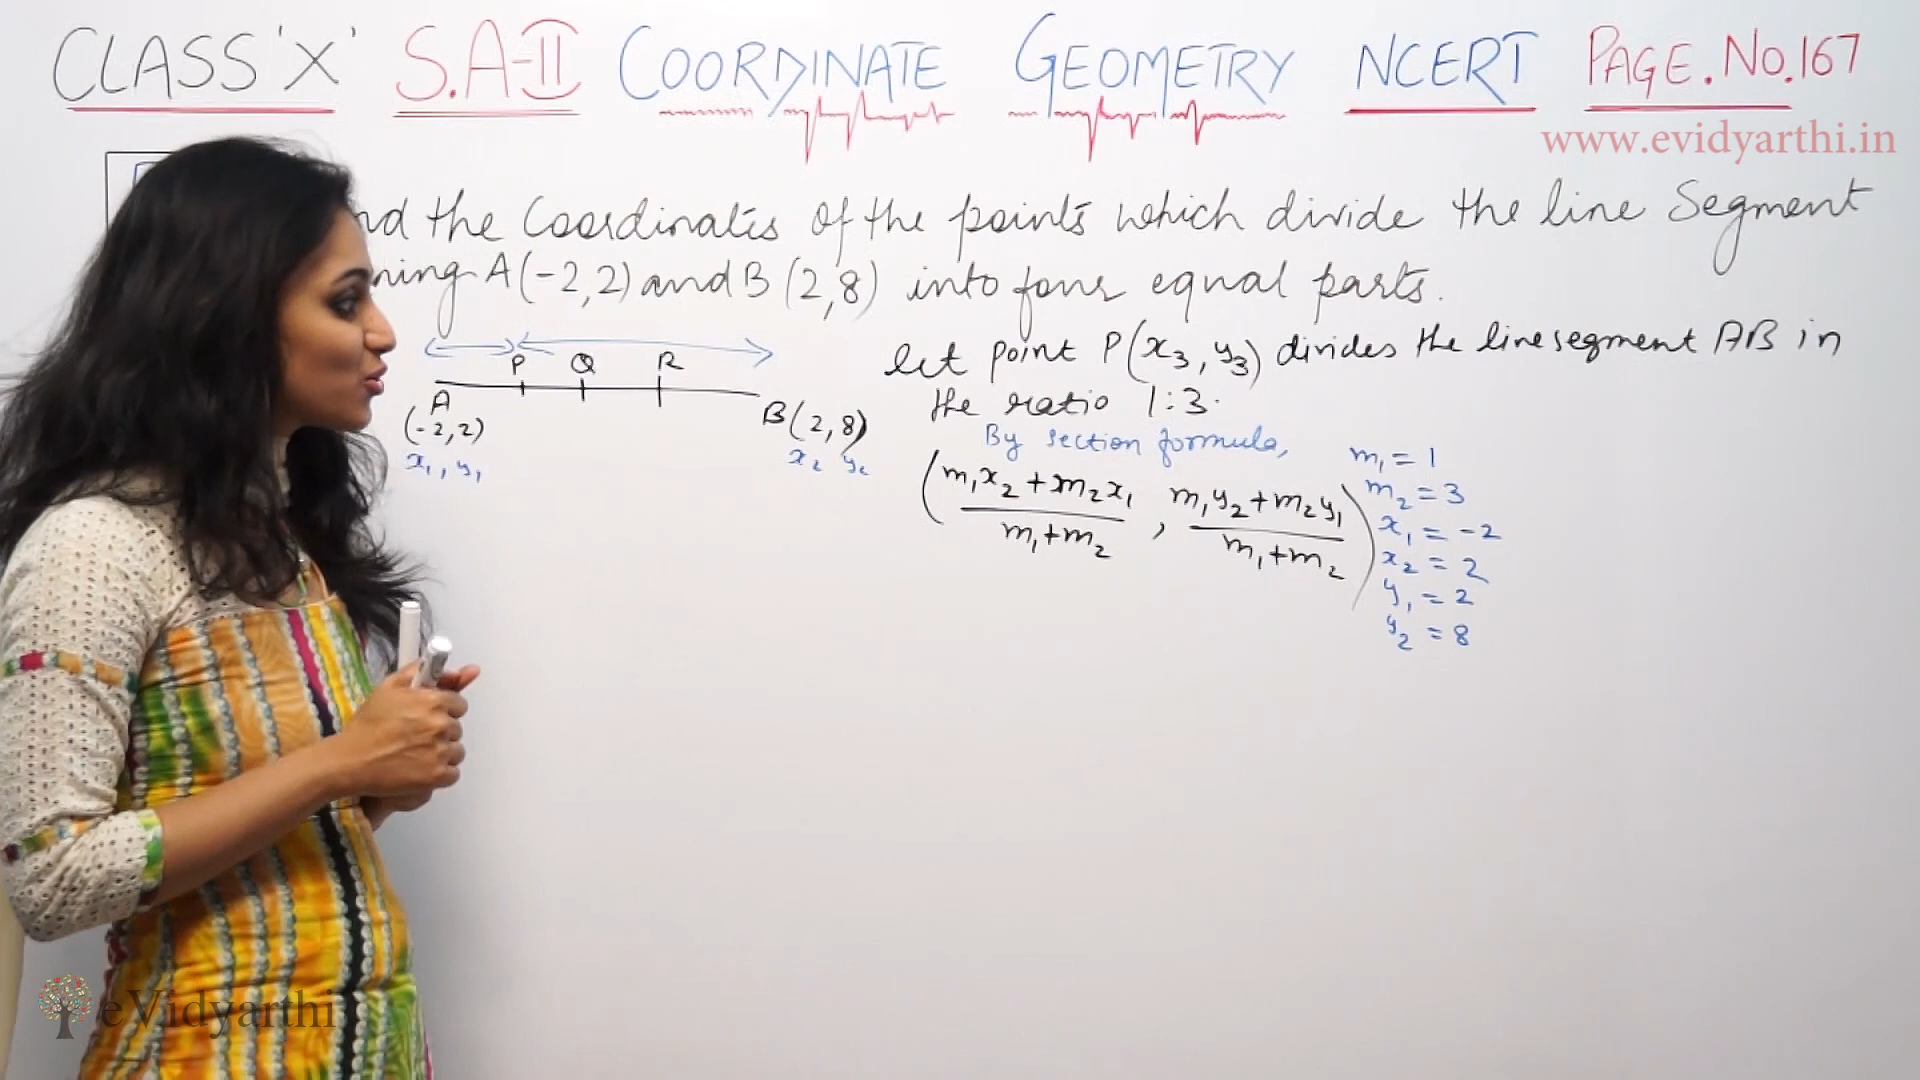 CLASS 'X' S.A-II COORDINATE GEOMETRY NCERT PAGE.No.167
www.evidyarthi.in
nd the Coordinates of the points which divide the line Segment
ning A(-2,2) and B (2,8) into four equal parts.
P Q R
A
(-2,2)
x₁, y₁
B(2, 8)
x₂ y₂
let point P(x₃, y₃) divides the line segment AB in
the ratio 1:3.
By section formula,
(m₁x₂+m₂x₁ / m₁+m₂ , m₁y₂+m₂y₁ / m₁+m₂)
m₁ = 1
m₂ = 3
x₁ = -2
x₂ = 2
y₁ = 2
y₂ = 8
eVidyarthi